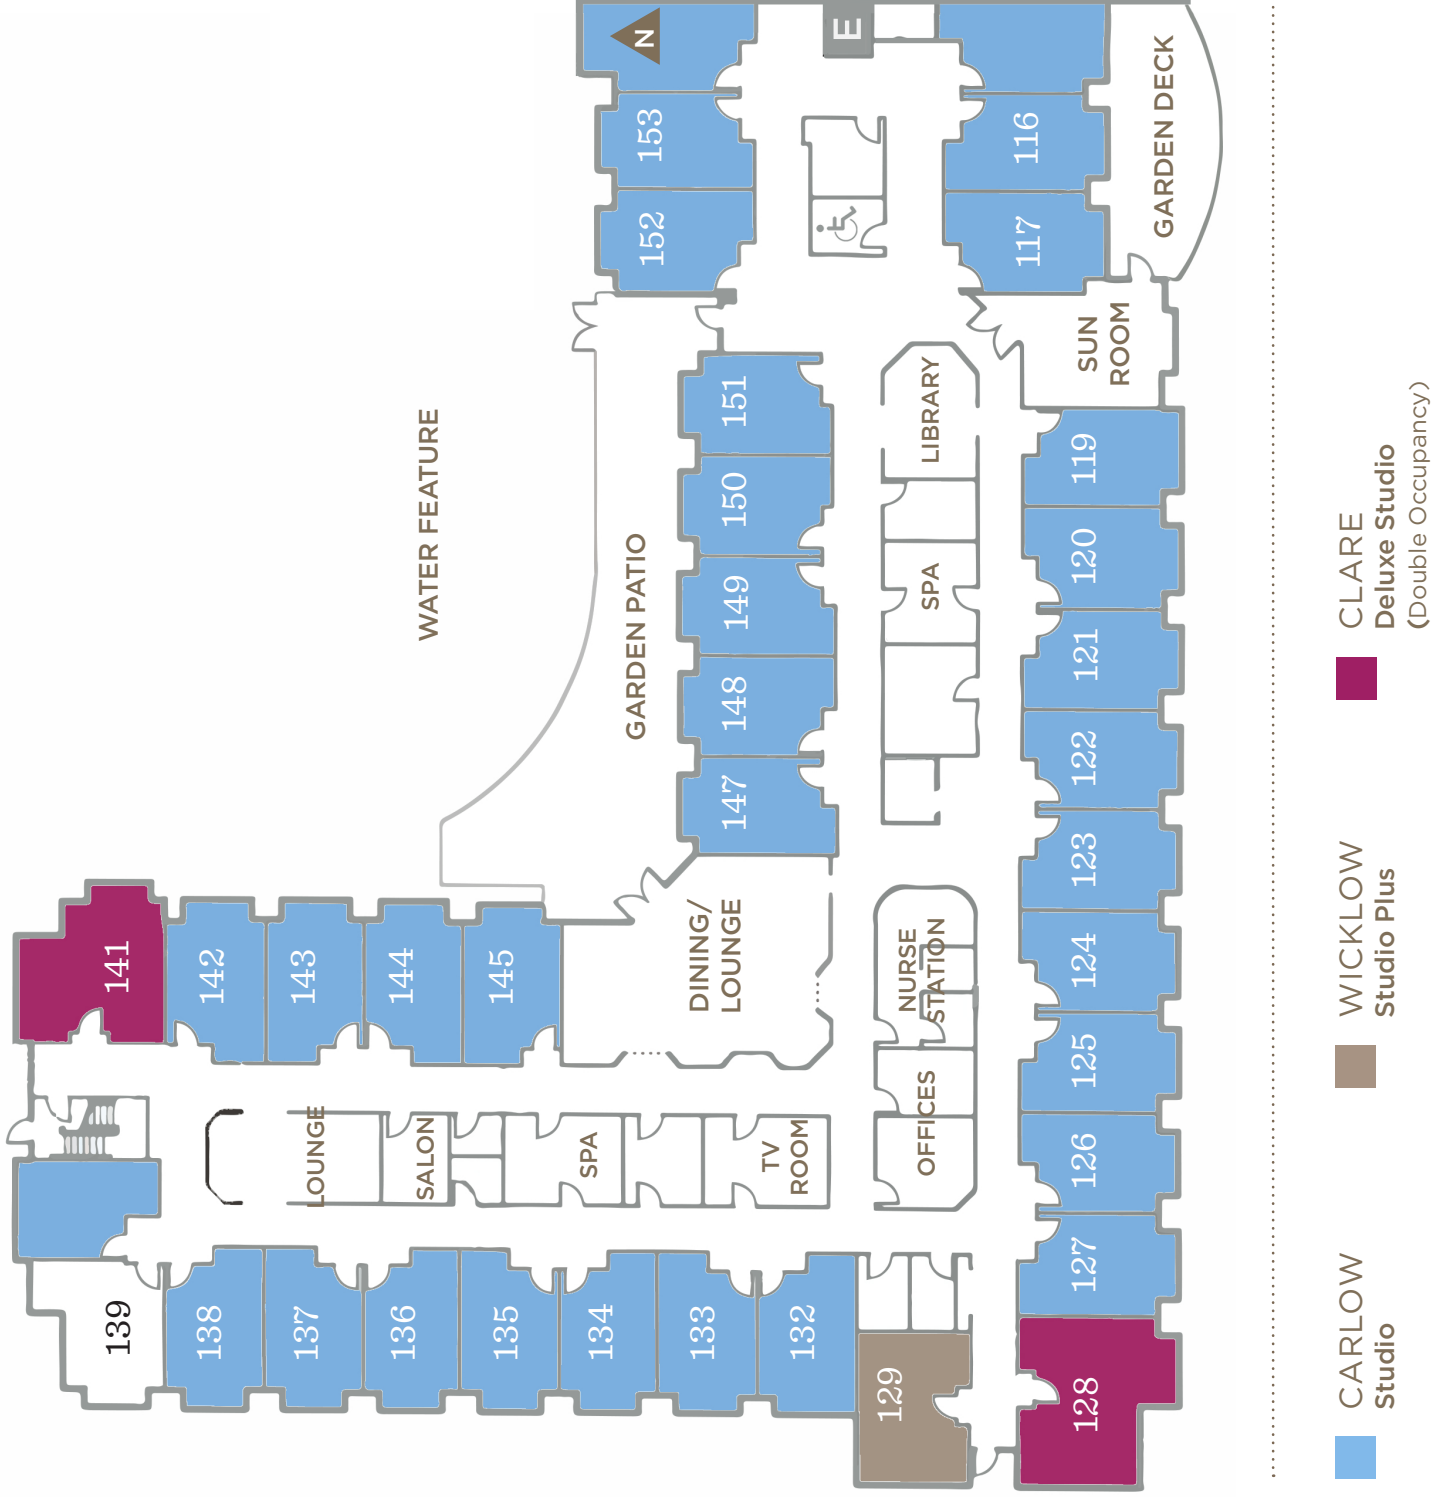 N
E
153
152
116
117
GARDEN DECK
SUN
ROOM
WATER FEATURE
GARDEN PATIO
151
150
149
148
147
LIBRARY
SPA
119
120
121
122
123
124
125
126
127
128
141
142
143
144
145
DINING/
LOUNGE
NURSE
STATION
OFFICES
LOUNGE
SALON
SPA
TV
ROOM
139
138
137
136
135
134
133
132
129
CARLOW
Studio
WICKLOW
Studio Plus
CLARE
Deluxe Studio
(Double Occupancy)